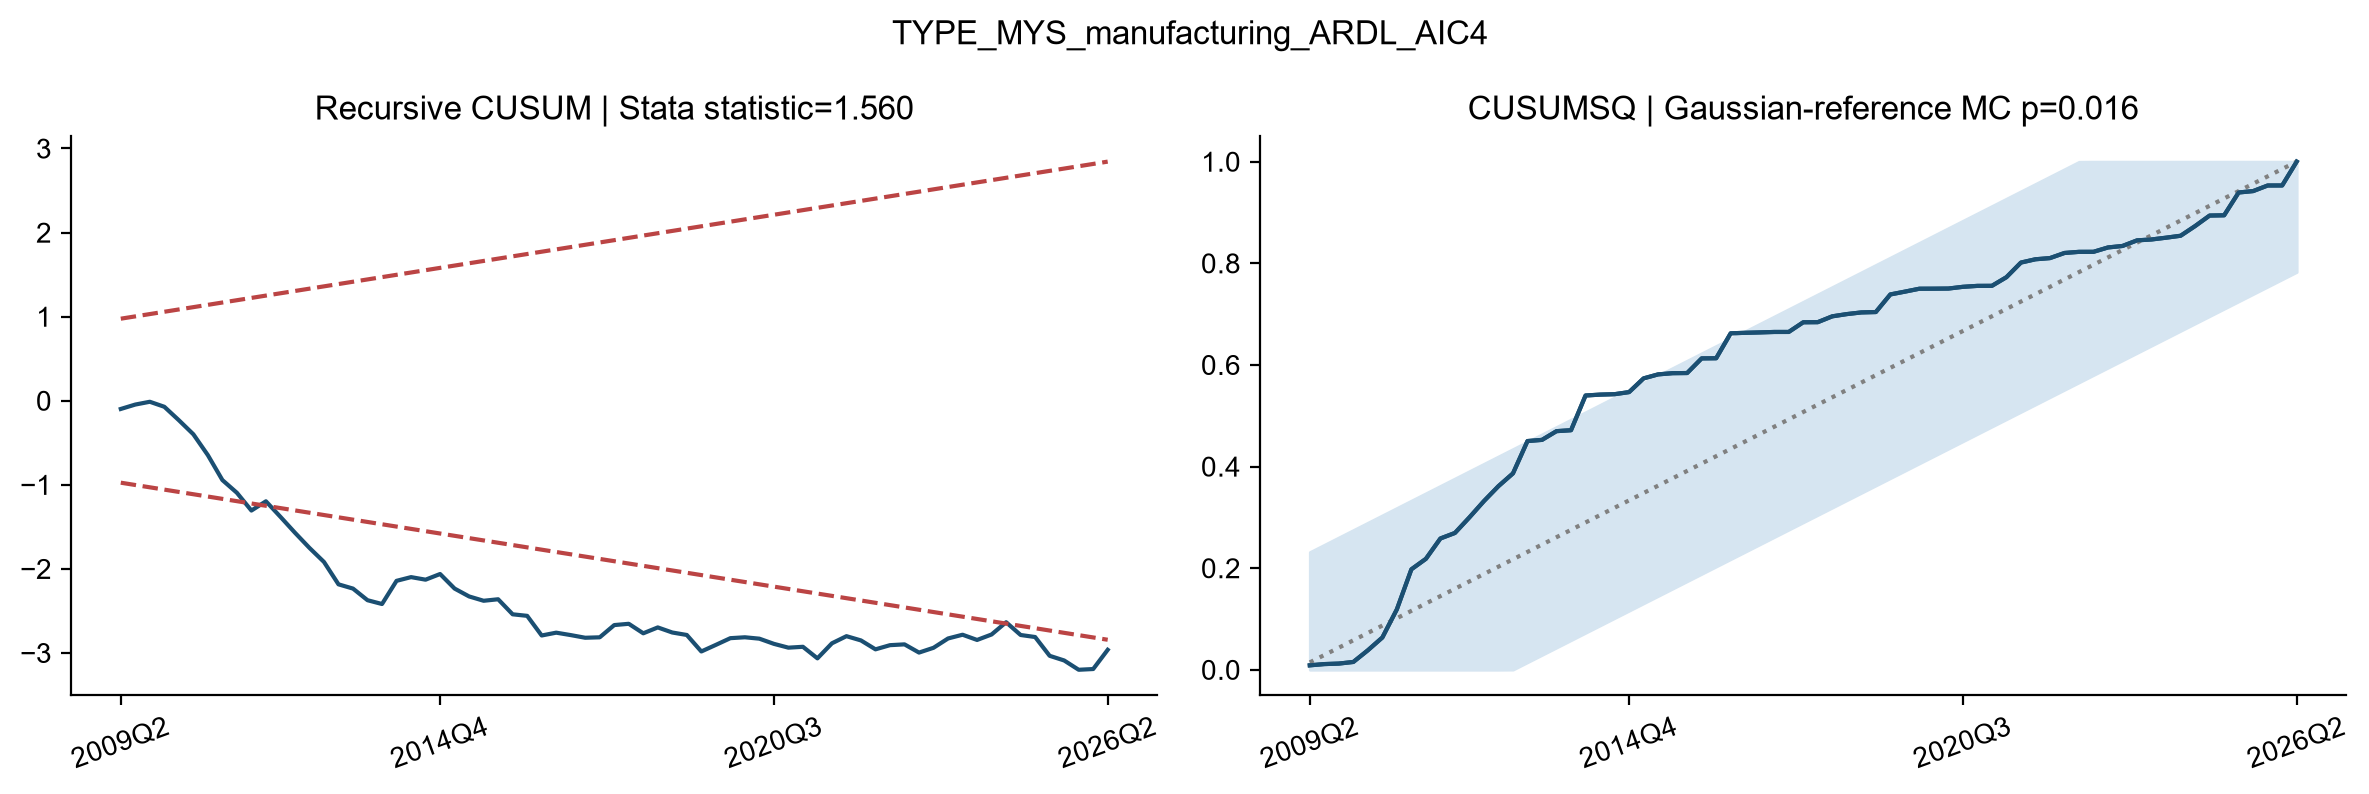 TYPE_MYS_manufacturing_ARDL_AIC4
Recursive CUSUM | Stata statistic=1.560
3
2
1
0
−1
−2
−3
2009Q2
2014Q4
2020Q3
2026Q2
CUSUMSQ | Gaussian-reference MC p=0.016
1.0
0.8
0.6
0.4
0.2
0.0
2009Q2
2014Q4
2020Q3
2026Q2